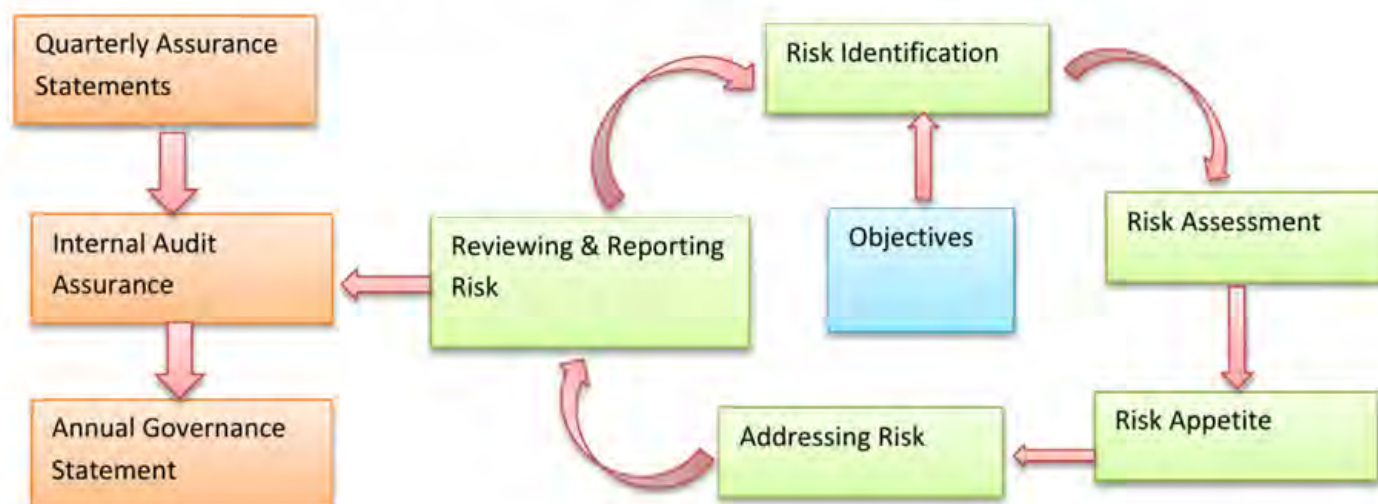 Quarterly Assurance
Statements
Internal Audit
Assurance
Annual Governance
Statement
Risk Identification
Risk Assessment
Risk Appetite
Addressing Risk
Reviewing & Reporting
Risk
Objectives